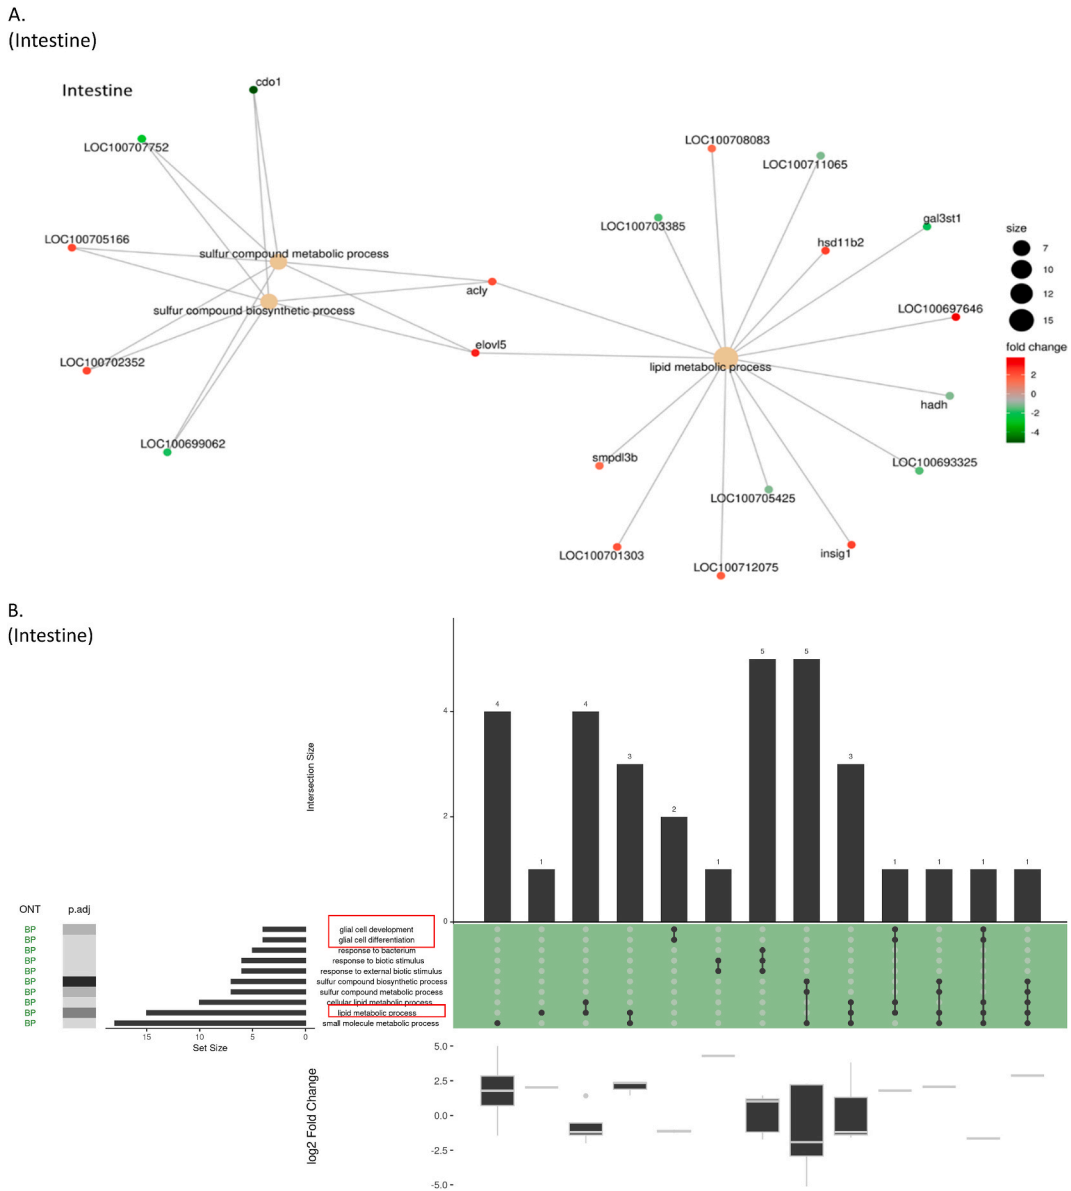 A.
(Intestine)
Intestine
cdo1
LOC100707752
LOC100708083
LOC100711065
LOC100703385
gal3st1
LOC100705166
hsd11b2
sulfur compound metabolic process
acly
sulfur compound biosynthetic process
LOC100697646
elovl5
LOC100702352
lipid metabolic process
hadh
LOC100699062
smpdl3b
LOC100693325
LOC100705425
LOC100701303
insig1
LOC100712075
size
7
10
12
15
fold change
2
0
-2
-4
B.
(Intestine)
Intersection Size
4
2
0
4
1
4
3
2
1
5
5
3
1
1
1
1
ONT
p.adj
BP
glial cell development
BP
glial cell differentiation
BP
response to bacterium
BP
response to biotic stimulus
BP
response to external biotic stimulus
BP
sulfur compound biosynthetic process
BP
sulfur compound metabolic process
BP
cellular lipid metabolic process
BP
lipid metabolic process
BP
small molecule metabolic process
15
10
5
0
Set Size
log2 Fold Change
5.0
2.5
0.0
-2.5
-5.0